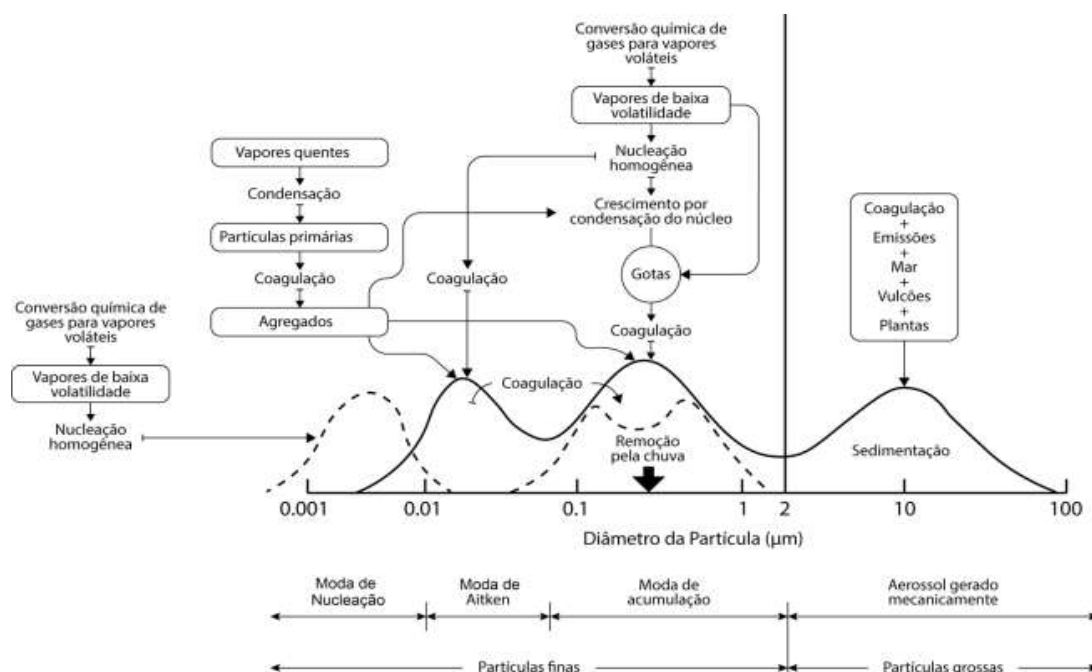 Conversão química de
gases para vapores
voláteis
Vapores de baixa
volatilidade
Nucleação
homogênea
Crescimento por
condensação do núcleo
Gotas
Coagulação
Vapores quentes
Condensação
Partículas primárias
Coagulação
Agregados
Coagulação
Coagulação
+
Emissões
+
Mar
+
Vulcões
+
Plantas
Conversão química de
gases para vapores
voláteis
Vapores de baixa
volatilidade
Nucleação
homogênea
Coagulação
Remoção
pela chuva
Sedimentação
0.001 0.01 0.1 1 2 10 100
Diâmetro da Partícula (μm)
Moda de
Nucleação
Moda de
Aitken
Moda de
acumulação
Aerossol gerado
mecanicamente
Partículas finas
Partículas grossas